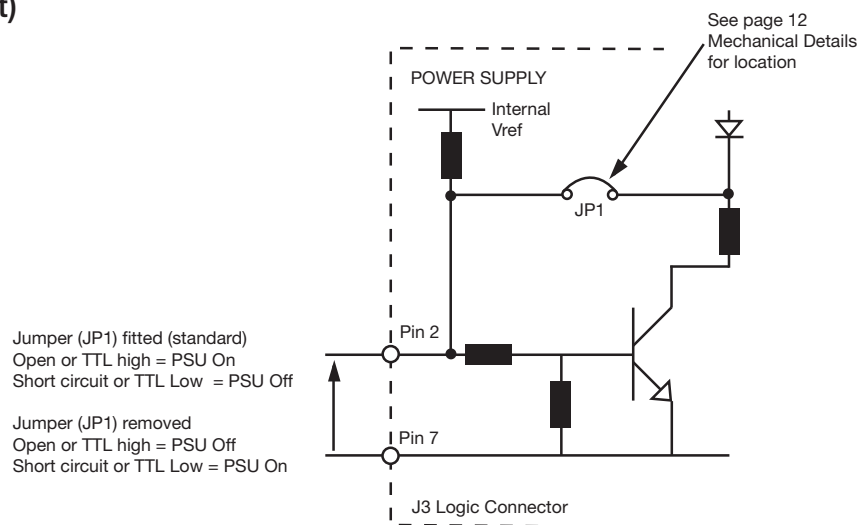 t)
See page 12
Mechanical Details
for location
POWER SUPPLY
Internal
Vref
JP1
Pin 2
Jumper (JP1) fitted (standard)
Open or TTL high = PSU On
Short circuit or TTL Low = PSU Off
Jumper (JP1) removed
Open or TTL high = PSU Off
Short circuit or TTL Low = PSU On
Pin 7
J3 Logic Connector